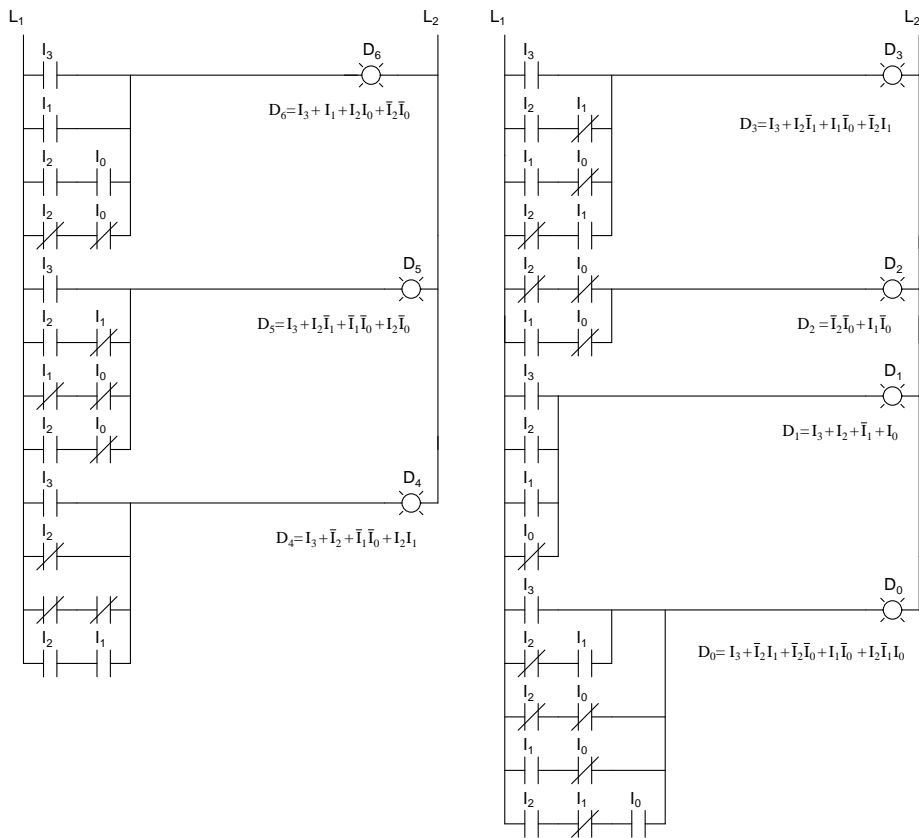 L₁ L₂
I₃ D₆
I₁ D₆=I₃+I₁+I₂I₀+Ī₂Ī₀
I₂ I₀
I₂ I₀
I₃ D₅
I₂ I₁ D₅=I₃+I₂Ī₁+Ī₁Ī₀+I₂Ī₀
I₁ I₀
I₂ I₀
I₃ D₄
I₂ D₄=I₃+Ī₂+Ī₁Ī₀+I₂I₁
I₂ I₁
L₁ L₂
I₃ D₃
I₂ I₁ D₃=I₃+I₂Ī₁+I₁Ī₀+Ī₂I₁
I₁ I₀
I₂ I₁
I₂ I₀ D₂
I₁ I₀ D₂=Ī₂Ī₀+I₁Ī₀
I₃ D₁
I₂ D₁=I₃+I₂+Ī₁+I₀
I₁
I₀
I₃ D₀
I₂ I₁ D₀=I₃+Ī₂I₁+Ī₂Ī₀+I₁Ī₀+I₂Ī₁I₀
I₂ I₀
I₁ I₀
I₂ I₁ I₀